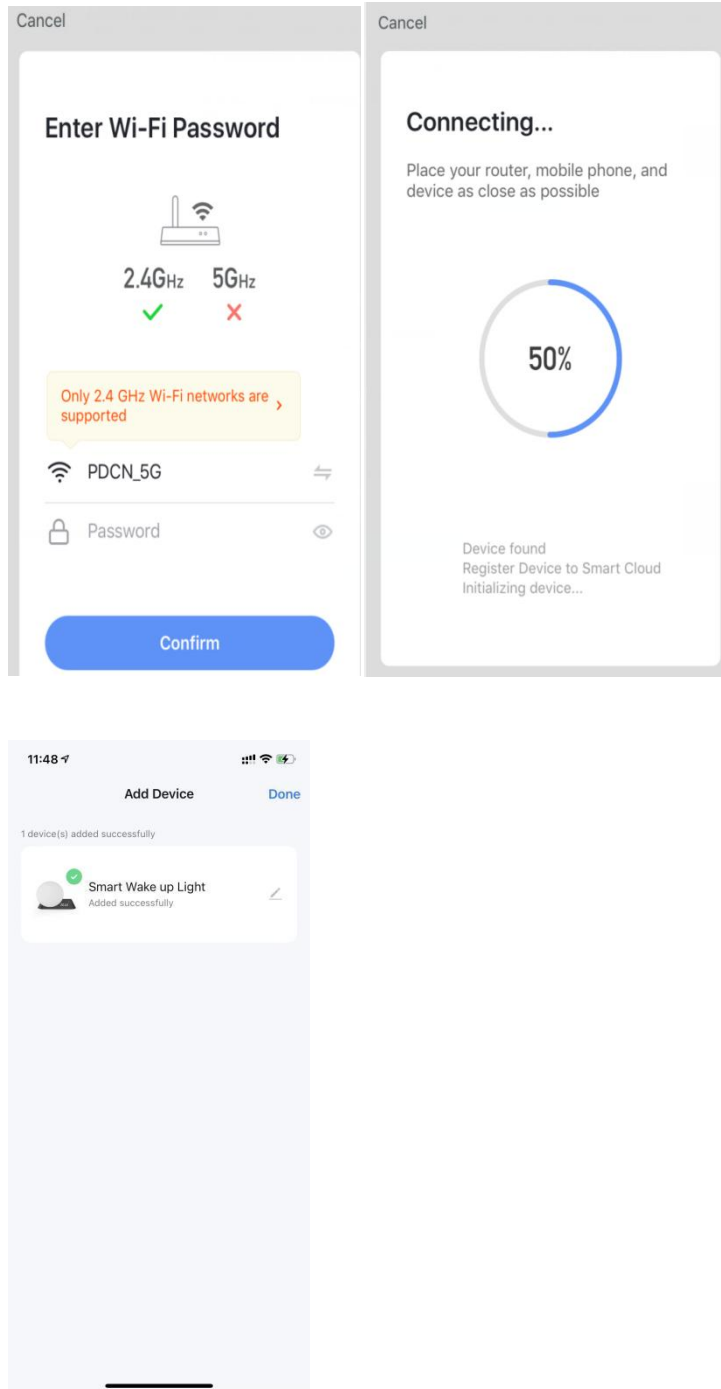 Cancel
Enter Wi-Fi Password
2.4GHz 5GHz
Only 2.4 GHz Wi-Fi networks are
supported
PDCN_5G
Password
Confirm
Cancel
Connecting...
Place your router, mobile phone, and
device as close as possible
50%
Device found
Register Device to Smart Cloud
Initializing device...
11:48
Add Device
Done
1 device(s) added successfully
Smart Wake up Light
Added successfully